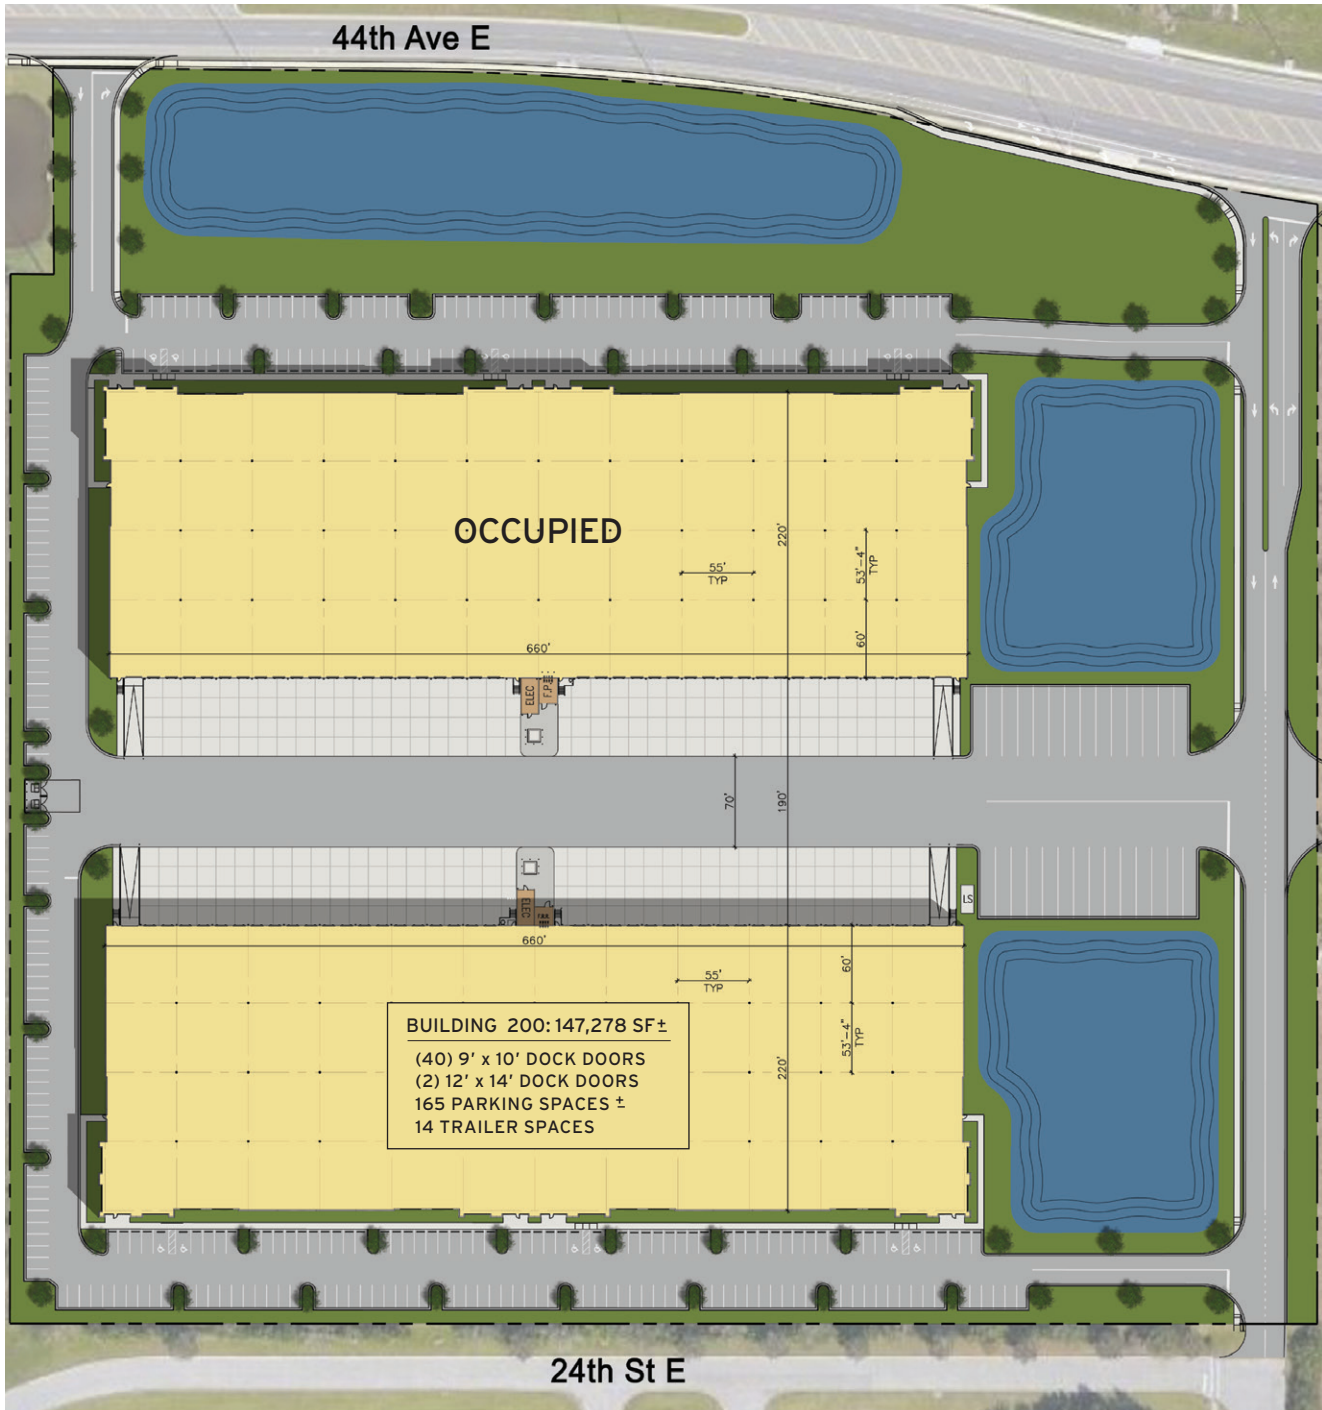 44th Ave E
OCCUPIED
220'
55'
TYP
53'-4"
TYP
60'
660'
ELEC
F.P.
70'
190'
ELEC
LS
660'
60'
55'
TYP
53'-4"
TYP
220'
BUILDING 200: 147,278 SF±
(40) 9' x 10' DOCK DOORS
(2) 12' x 14' DOCK DOORS
165 PARKING SPACES ±
14 TRAILER SPACES
24th St E